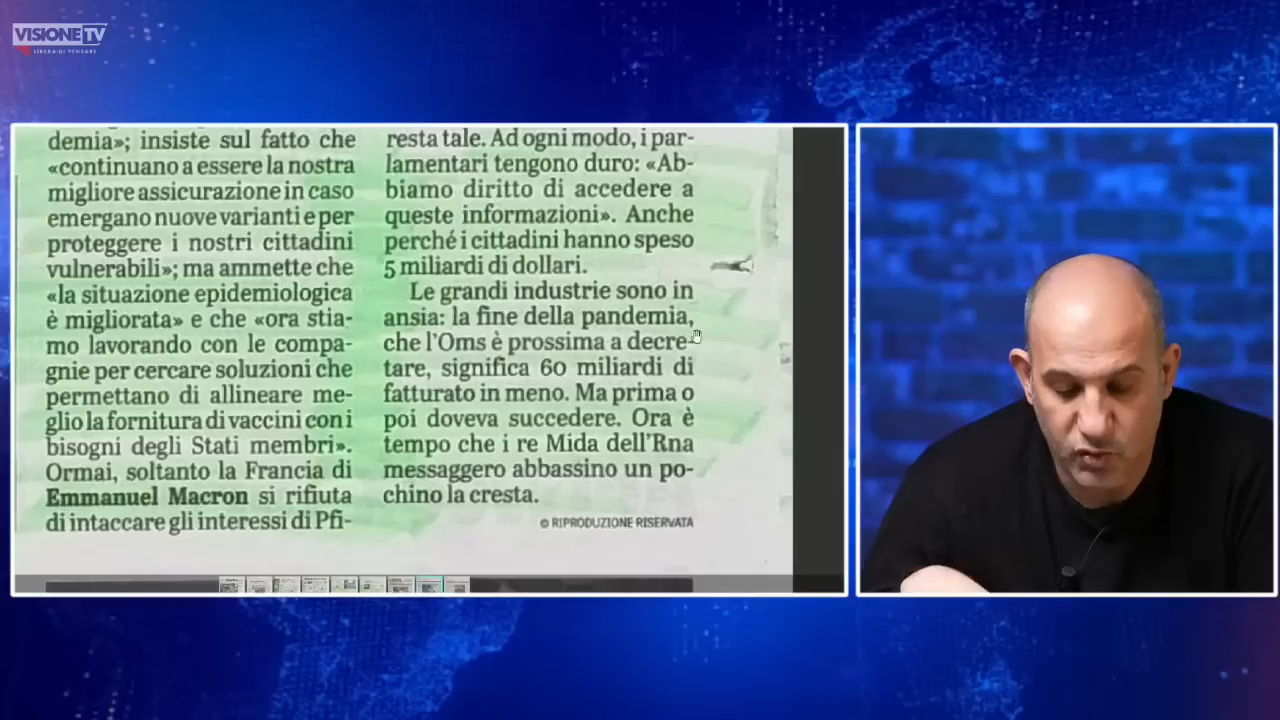 VISIONE TV
LIBERA DI PENSARE
demia»; insiste sul fatto che
«continuano a essere la nostra
migliore assicurazione in caso
emergano nuove varianti e per
proteggere i nostri cittadini
vulnerabili»; ma ammette che
«la situazione epidemiologica
è migliorata» e che «ora stia-
mo lavorando con le compa-
gnie per cercare soluzioni che
permettano di allineare me-
glio la fornitura di vaccini con i
bisogni degli Stati membri».
Ormai, soltanto la Francia di
Emmanuel Macron si rifiuta
di intaccare gli interessi di Pfi-
resta tale. Ad ogni modo, i par-
lamentari tengono duro: «Ab-
biamo diritto di accedere a
queste informazioni». Anche
perché i cittadini hanno speso
5 miliardi di dollari.
Le grandi industrie sono in
ansia: la fine della pandemia,
che l'Oms è prossima a decre-
tare, significa 60 miliardi di
fatturato in meno. Ma prima o
poi doveva succedere. Ora è
tempo che i re Mida dell'Rna
messaggero abbassino un po-
chino la cresta.
© RIPRODUZIONE RISERVATA